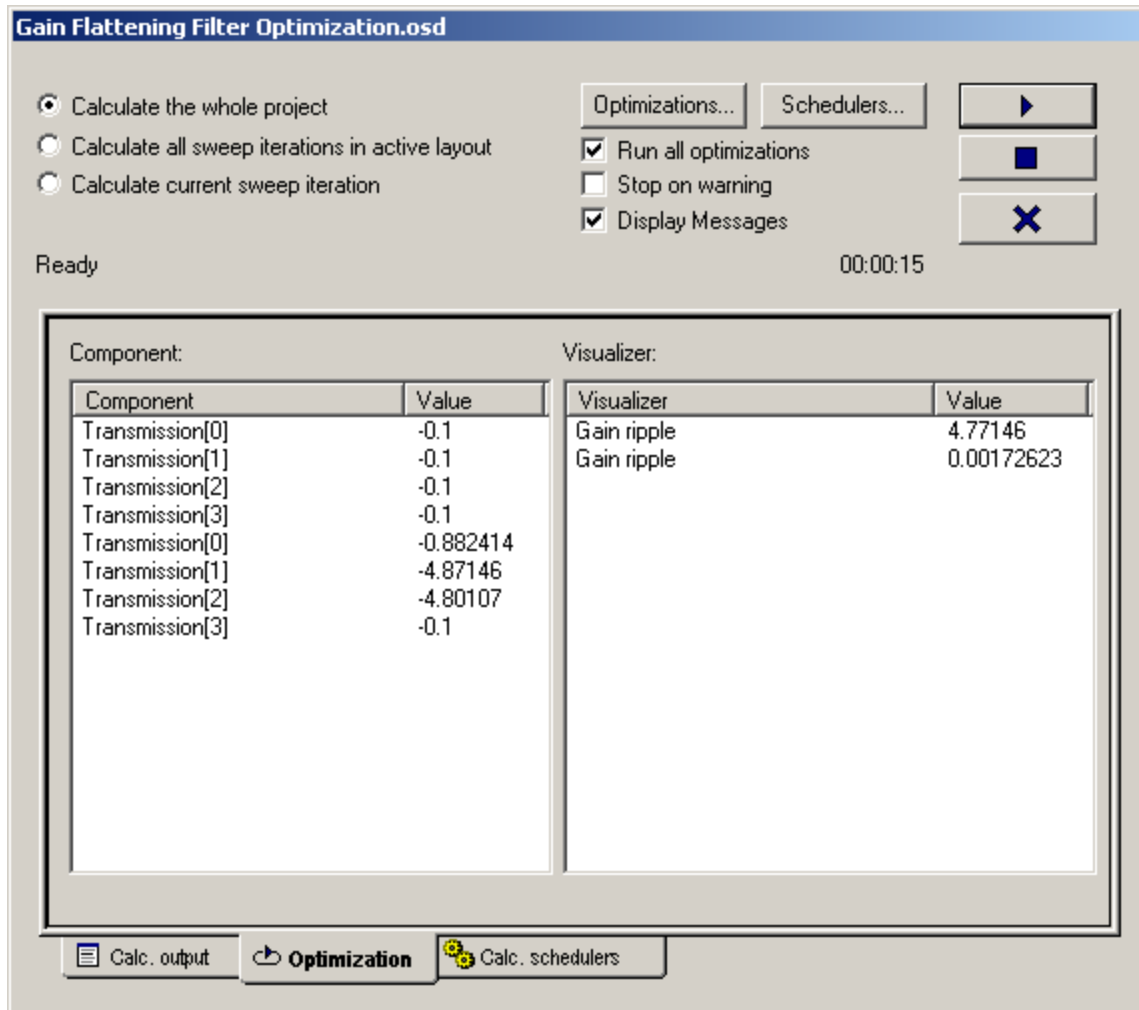 Gain Flattening Filter Optimization.osd
Calculate the whole project
Calculate all sweep iterations in active layout
Calculate current sweep iteration
Optimizations... Schedulers...
Run all optimizations
Stop on warning
Display Messages
Ready 00:00:15
Component: Visualizer:
Component Value Visualizer Value
Transmission[0] -0.1 Gain ripple 4.77146
Transmission[1] -0.1 Gain ripple 0.00172623
Transmission[2] -0.1
Transmission[3] -0.1
Transmission[0] -0.882414
Transmission[1] -4.87146
Transmission[2] -4.80107
Transmission[3] -0.1
Calc. output Optimization Calc. schedulers